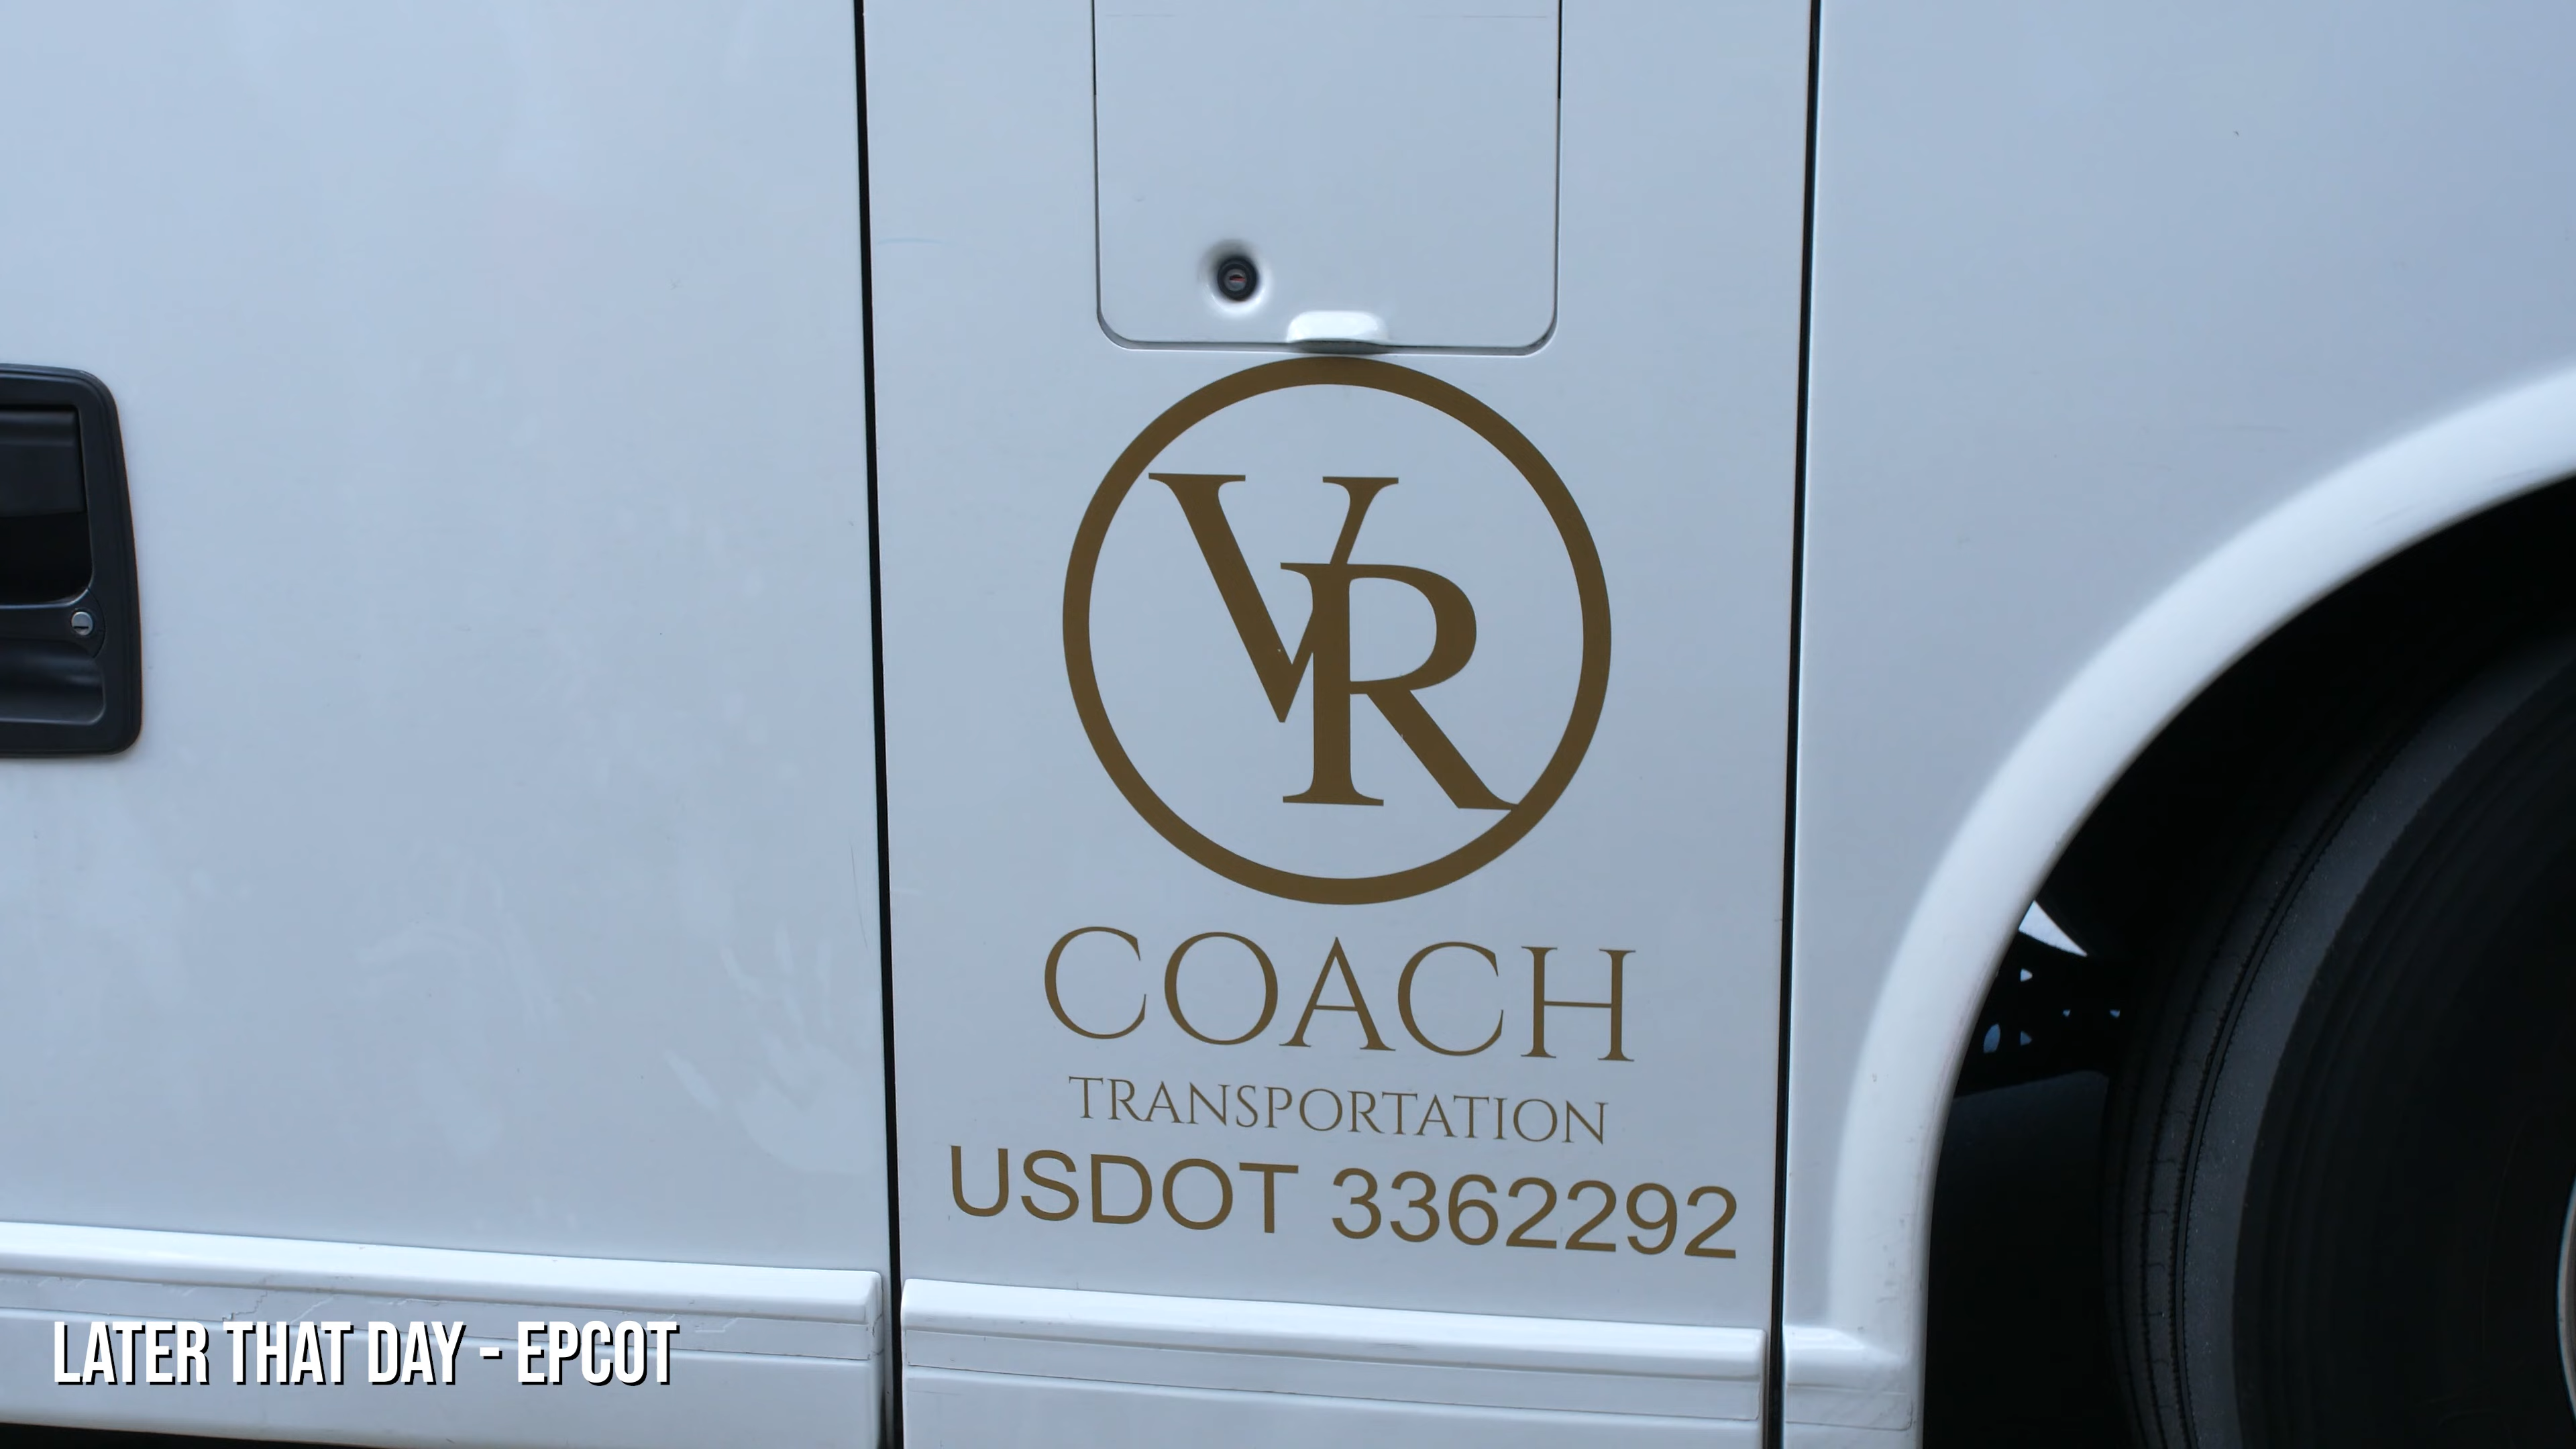 VR
COACH
TRANSPORTATION
USDOT 3362292
LATER THAT DAY - EPCOT